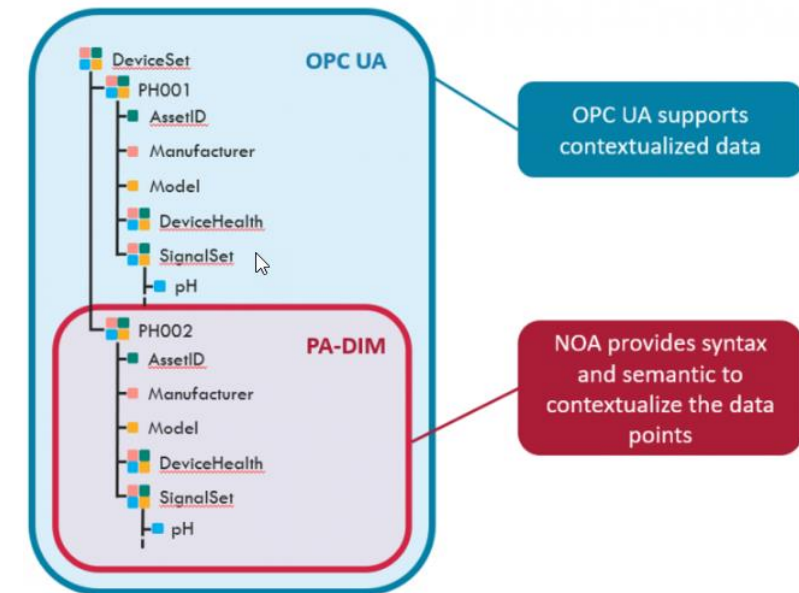 DeviceSet
OPC UA
PH001
AssetID
Manufacturer
Model
DeviceHealth
SignalSet
pH
OPC UA supports
contextualized data
PH002
PA-DIM
AssetID
Manufacturer
Model
DeviceHealth
SignalSet
pH
NOA provides syntax
and semantic to
contextualize the data
points